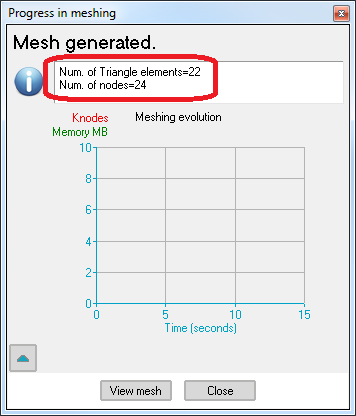 Progress in meshing
Mesh generated.
Num. of Triangle elements=22
Num. of nodes=24
Knodes
Meshing evolution
Memory MB
10
8
6
4
2
0
0
5
10
15
Time (seconds)
View mesh
Close